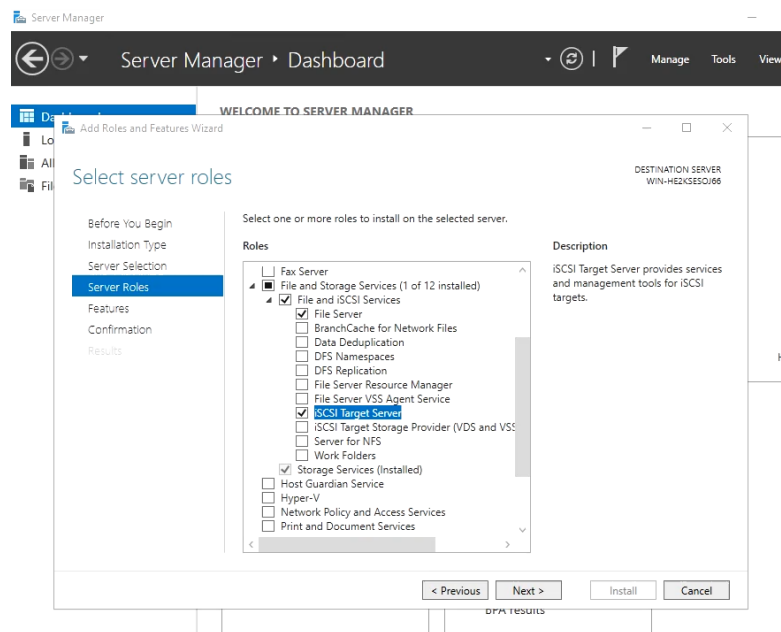 Server Manager
Server Manager • Dashboard
Manage Tools View
WELCOME TO SERVER MANAGER
Add Roles and Features Wizard
Select server roles
DESTINATION SERVER
WIN-HE2KSESOJ66
Before You Begin
Installation Type
Server Selection
Server Roles
Features
Confirmation
Results
Select one or more roles to install on the selected server.
Roles
Fax Server
File and Storage Services (1 of 12 installed)
File and iSCSI Services
File Server
BranchCache for Network Files
Data Deduplication
DFS Namespaces
DFS Replication
File Server Resource Manager
File Server VSS Agent Service
iSCSI Target Server
iSCSI Target Storage Provider (VDS and VSS
Server for NFS
Work Folders
Storage Services (Installed)
Host Guardian Service
Hyper-V
Network Policy and Access Services
Print and Document Services
Description
iSCSI Target Server provides services
and management tools for iSCSI
targets.
< Previous Next > Install Cancel
BPA results